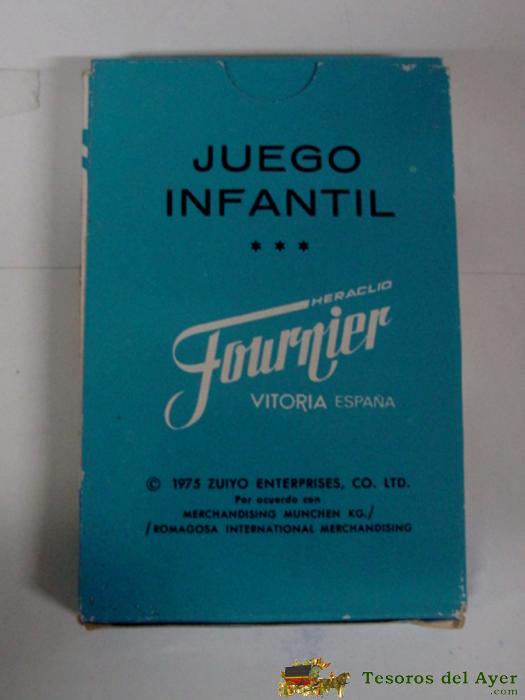 JUEGO
INFANTIL
***
HERACLIO
Fournier
VITORIA ESPAÑA
© 1975 ZUIYO ENTERPRISES, CO. LTD.
Por acuerdo con
MERCHANDISING MUNCHEN KG./
/ROMAGOSA INTERNATIONAL MERCHANDISING
Tesoros del Ayer
.com